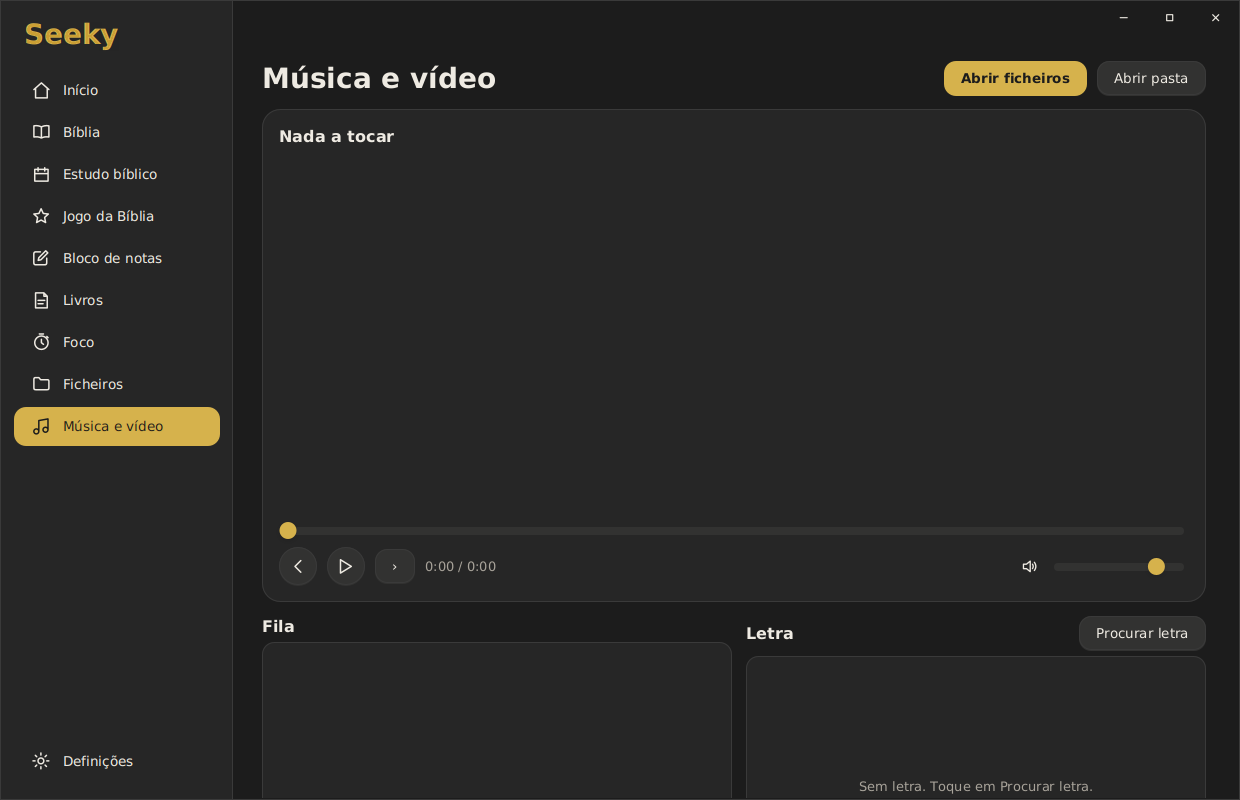 Seeky
Início
Bíblia
Estudo bíblico
Jogo da Bíblia
Bloco de notas
Livros
Foco
Ficheiros
Música e vídeo
Definições
Música e vídeo
Abrir ficheiros
Abrir pasta
Nada a tocar
0:00 / 0:00
Fila
Letra
Procurar letra
Sem letra. Toque em Procurar letra.